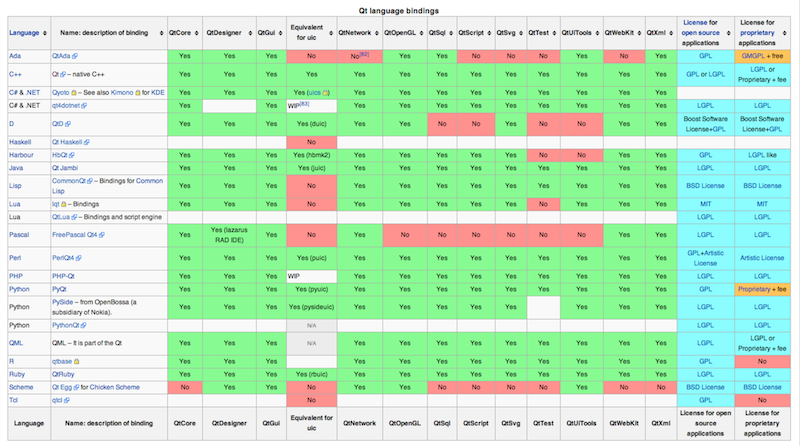 Qt language bindings
Language Name: description of binding QtCore QtDesigner QtGui Equivalent for uic QtNetwork QtOpenGL QtSql QtScript QtSvg QtTest QtUITools QtWebKit QtXml License for open source applications License for proprietary applications
Ada QtAda Yes Yes Yes No No[82] Yes Yes No No No Yes No Yes GPL GMGPL + free
C++ Qt – native C++ Yes Yes Yes Yes Yes Yes Yes Yes Yes Yes Yes Yes Yes GPL or LGPL LGPL or Proprietary + fee
C# & .NET Qyoto – See also Kimono for KDE Yes Yes Yes Yes (uics) Yes Yes Yes Yes Yes Yes Yes Yes Yes
C# & .NET qt4dotnet Yes Yes WIP[83] Yes Yes Yes Yes Yes Yes Yes Yes Yes LGPL LGPL
D QtD Yes Yes Yes Yes (duic) Yes Yes No No Yes No No Yes Yes Boost Software License+GPL Boost Software License+GPL
Haskell Qt Haskell No
Harbour HbQt Yes Yes Yes Yes (hbmk2) Yes Yes Yes Yes Yes No No Yes Yes GPL LGPL like
Java Qt Jambi Yes Yes Yes Yes (juic) Yes Yes Yes Yes Yes Yes Yes Yes Yes LGPL LGPL
Lisp CommonQt – Bindings for Common Lisp Yes Yes Yes No Yes Yes Yes Yes Yes Yes Yes Yes Yes BSD License BSD License
Lua lqt – Bindings Yes Yes Yes No Yes Yes Yes Yes Yes No Yes Yes Yes MIT MIT
Lua QtLua – Bindings and script engine LGPL LGPL
Pascal FreePascal Qt4 Yes Yes (lazarus RAD IDE) Yes No Yes No No No No No No Yes Yes LGPL LGPL
Perl PerlQt4 Yes Yes Yes Yes (puic) Yes Yes Yes Yes Yes Yes Yes Yes Yes GPL+Artistic License Artistic License
PHP PHP-Qt Yes Yes Yes WIP Yes Yes Yes Yes Yes Yes Yes Yes Yes LGPL LGPL
Python PyQt Yes Yes Yes Yes (pyuic) Yes Yes Yes Yes Yes Yes Yes Yes Yes GPL Proprietary + fee
Python PySide – from OpenBossa (a subsidiary of Nokia). Yes Yes Yes Yes (pysideuic) Yes Yes Yes Yes Yes Yes Yes Yes LGPL LGPL
Python PythonQt N/A LGPL LGPL
QML QML – It is part of the Qt Yes Yes Yes N/A Yes Yes Yes Yes Yes Yes Yes Yes Yes LGPL LGPL or Proprietary + fee
R qtbase Yes Yes Yes Yes Yes Yes Yes Yes Yes Yes Yes Yes GPL No
Ruby QtRuby Yes Yes Yes Yes (rbuic) Yes Yes Yes Yes Yes Yes Yes Yes Yes LGPL LGPL
Scheme Qt Egg for Chicken Scheme No Yes Yes No Yes Yes No No No No Yes No No BSD License BSD License
Tcl qtcl No GPL No
Language Name: description of binding QtCore QtDesigner QtGui Equivalent for uic QtNetwork QtOpenGL QtSql QtScript QtSvg QtTest QtUITools QtWebKit QtXml License for open source applications License for proprietary applications